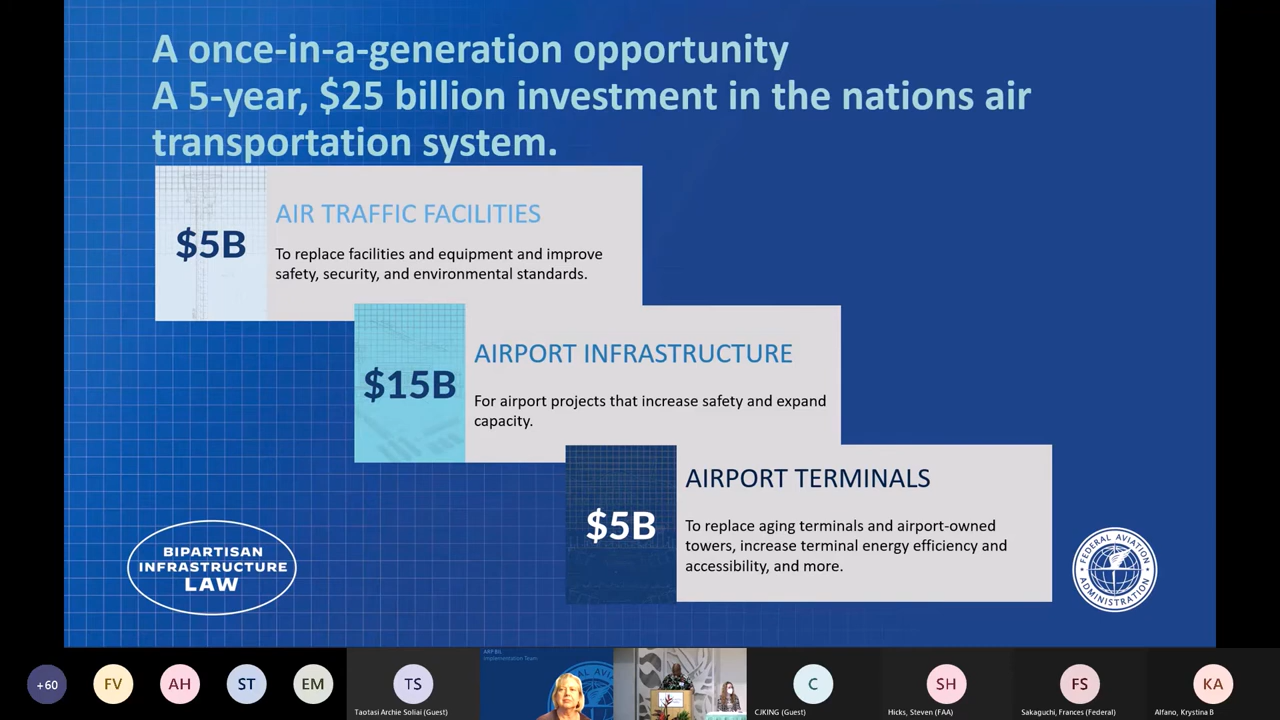 A once-in-a-generation opportunity
A 5-year, $25 billion investment in the nations air
transportation system.
$5B
AIR TRAFFIC FACILITIES
To replace facilities and equipment and improve
safety, security, and environmental standards.
$15B
AIRPORT INFRASTRUCTURE
For airport projects that increase safety and expand
capacity.
$5B
AIRPORT TERMINALS
To replace aging terminals and airport-owned
towers, increase terminal energy efficiency and
accessibility, and more.
BIPARTISAN
INFRASTRUCTURE
LAW
FEDERAL AVIATION
ADMINISTRATION
+60
FV
AH
ST
EM
TS
Taotasi Archie Soliai (Guest)
ARP BIL
Implementation Team
C
CJKING (Guest)
SH
Hicks, Steven (FAA)
FS
Sakaguchi, Frances (Federal)
KA
Alfano, Krystina B